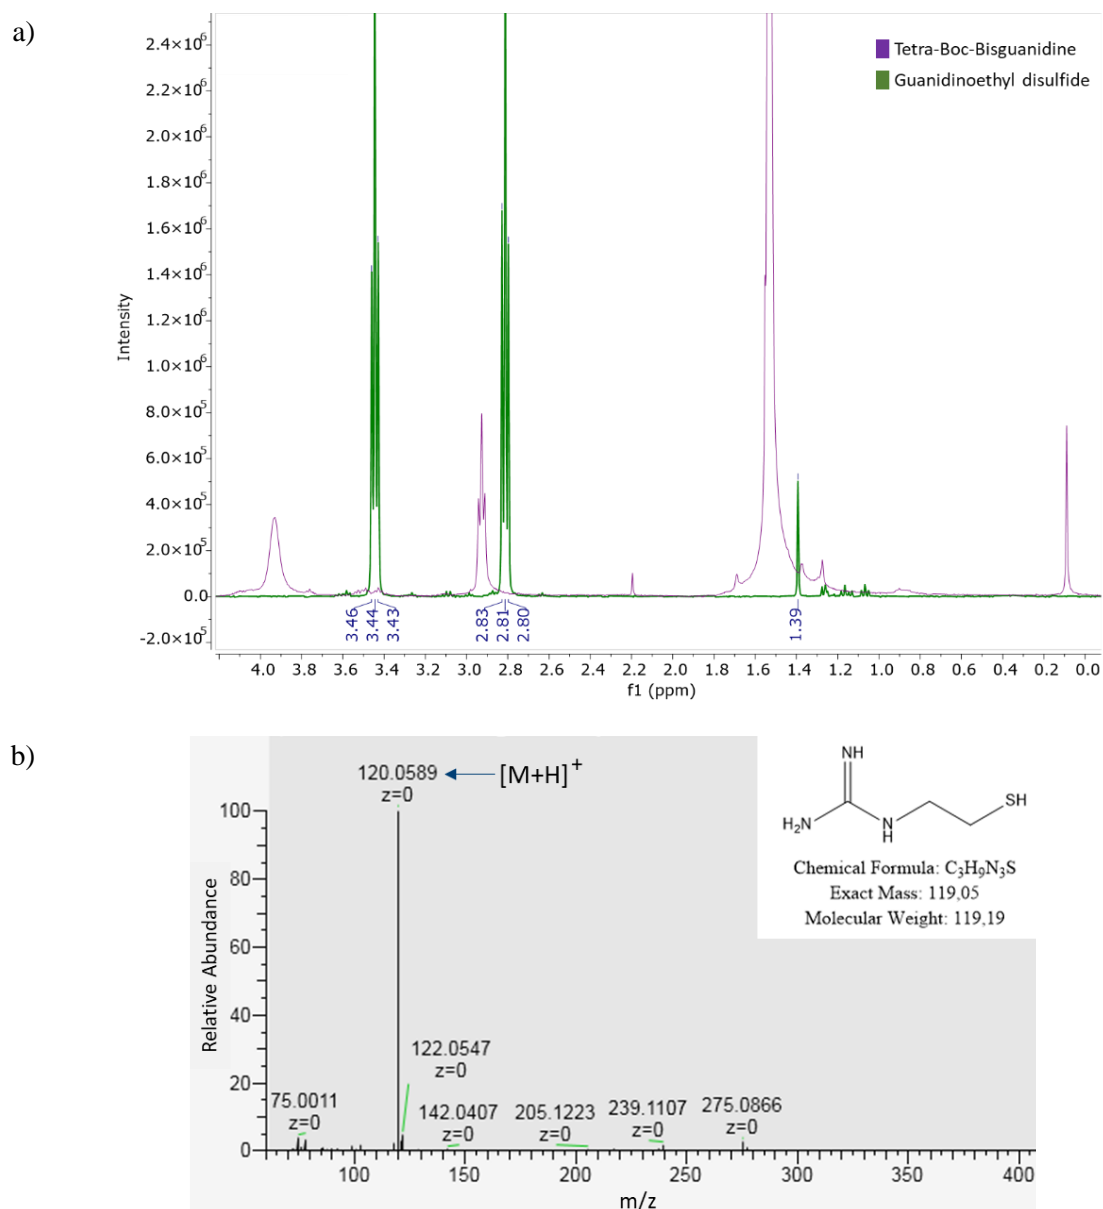 a)
2.4×10⁶
2.2×10⁶
2.0×10⁶
1.8×10⁶
1.6×10⁶
1.4×10⁶
1.2×10⁶
1.0×10⁶
8.0×10⁵
6.0×10⁵
4.0×10⁵
2.0×10⁵
0.0
-2.0×10⁵
Intensity
Tetra-Boc-Bisguanidine
Guanidinoethyl disulfide
3.46 3.44 3.43 2.83 2.81 2.80 1.39
4.0 3.8 3.6 3.4 3.2 3.0 2.8 2.6 2.4 2.2 2.0 1.8 1.6 1.4 1.2 1.0 0.8 0.6 0.4 0.2 0.0
f1 (ppm)
b)
120.0589
z=0
[M+H]⁺
NH
H₂N
N
H
SH
Chemical Formula: C₃H₉N₃S
Exact Mass: 119,05
Molecular Weight: 119,19
100
80
60
40
20
0
Relative Abundance
122.0547
z=0
75.0011
z=0
142.0407
z=0
205.1223
z=0
239.1107
z=0
275.0866
z=0
100 150 200 250 300 350 400
m/z